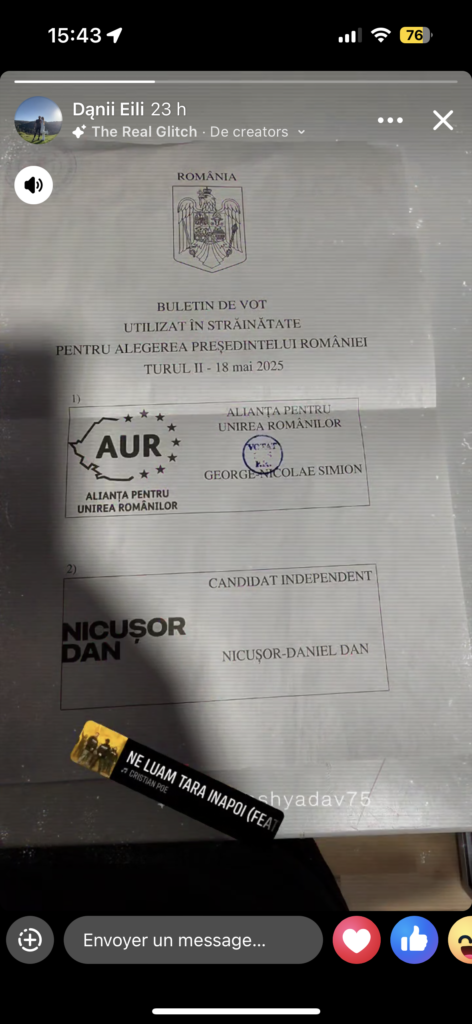 15:43
76
Dąnii Eili 23 h
The Real Glitch · De creators
ROMÂNIA
BULETIN DE VOT
UTILIZAT ÎN STRĂINĂTATE
PENTRU ALEGEREA PREȘEDINTELUI ROMÂNIEI
TURUL II - 18 mai 2025
1)
AUR
ALIANȚA PENTRU
UNIREA ROMÂNILOR
ALIANȚA PENTRU
UNIREA ROMÂNILOR
VOTAT
GEORGE-NICOLAE SIMION
2)
CANDIDAT INDEPENDENT
NICUȘOR
DAN
NICUȘOR-DANIEL DAN
NE LUAM TARA INAPOI (FEAT
CRISTIAN POE
shyadav75
Envoyer un message...